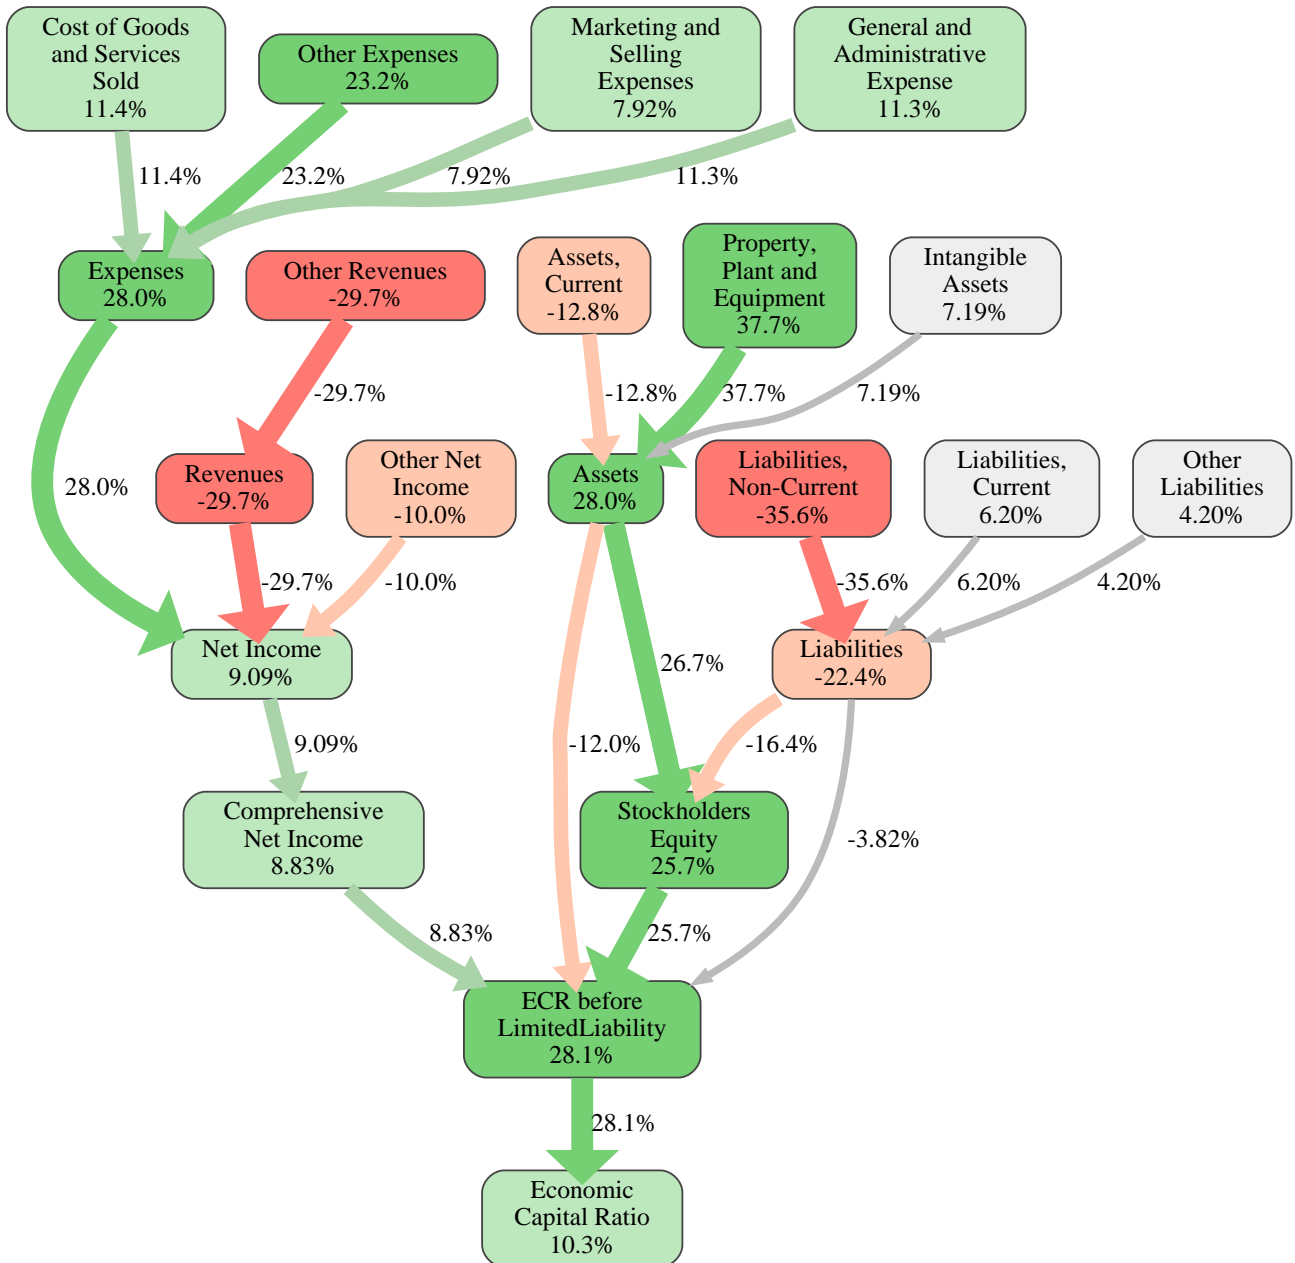 Cost of Goods
and Services
Sold
11.4%
Other Expenses
23.2%
Marketing and
Selling
Expenses
7.92%
General and
Administrative
Expense
11.3%
11.4%
23.2%
7.92%
11.3%
Expenses
28.0%
Other Revenues
-29.7%
Assets,
Current
-12.8%
Property,
Plant and
Equipment
37.7%
Intangible
Assets
7.19%
-29.7%
-12.8%
37.7%
7.19%
28.0%
Revenues
-29.7%
Other Net
Income
-10.0%
Assets
28.0%
Liabilities,
Non-Current
-35.6%
Liabilities,
Current
6.20%
Other
Liabilities
4.20%
-29.7%
-10.0%
-35.6%
6.20%
4.20%
Net Income
9.09%
26.7%
Liabilities
-22.4%
9.09%
-12.0%
-16.4%
Comprehensive
Net Income
8.83%
Stockholders
Equity
25.7%
-3.82%
8.83%
25.7%
ECR before
LimitedLiability
28.1%
28.1%
Economic
Capital Ratio
10.3%